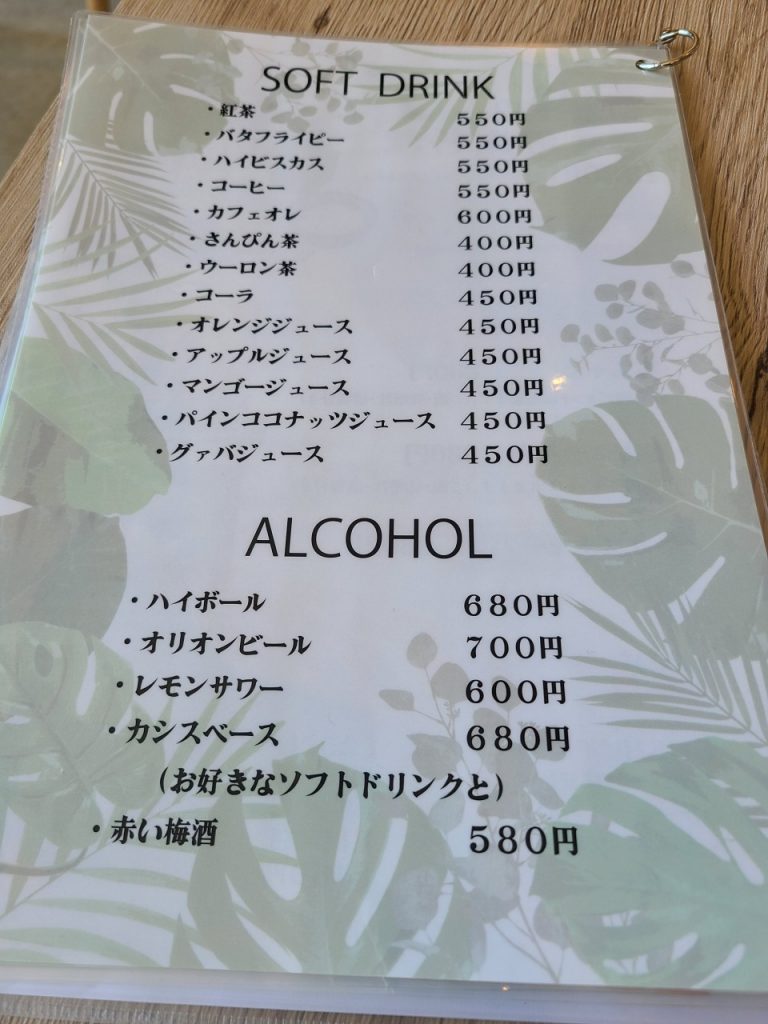 SOFT DRINK
・紅茶 550円
・バタフライピー 550円
・ハイビスカス 550円
・コーヒー 550円
・カフェオレ 600円
・さんぴん茶 400円
・ウーロン茶 400円
・コーラ 450円
・オレンジジュース 450円
・アップルジュース 450円
・マンゴージュース 450円
・パインココナッツジュース 450円
・グァバジュース 450円
ALCOHOL
・ハイボール 680円
・オリオンビール 700円
・レモンサワー 600円
・カシスベース 680円
(お好きなソフトドリンクと)
・赤い梅酒 580円